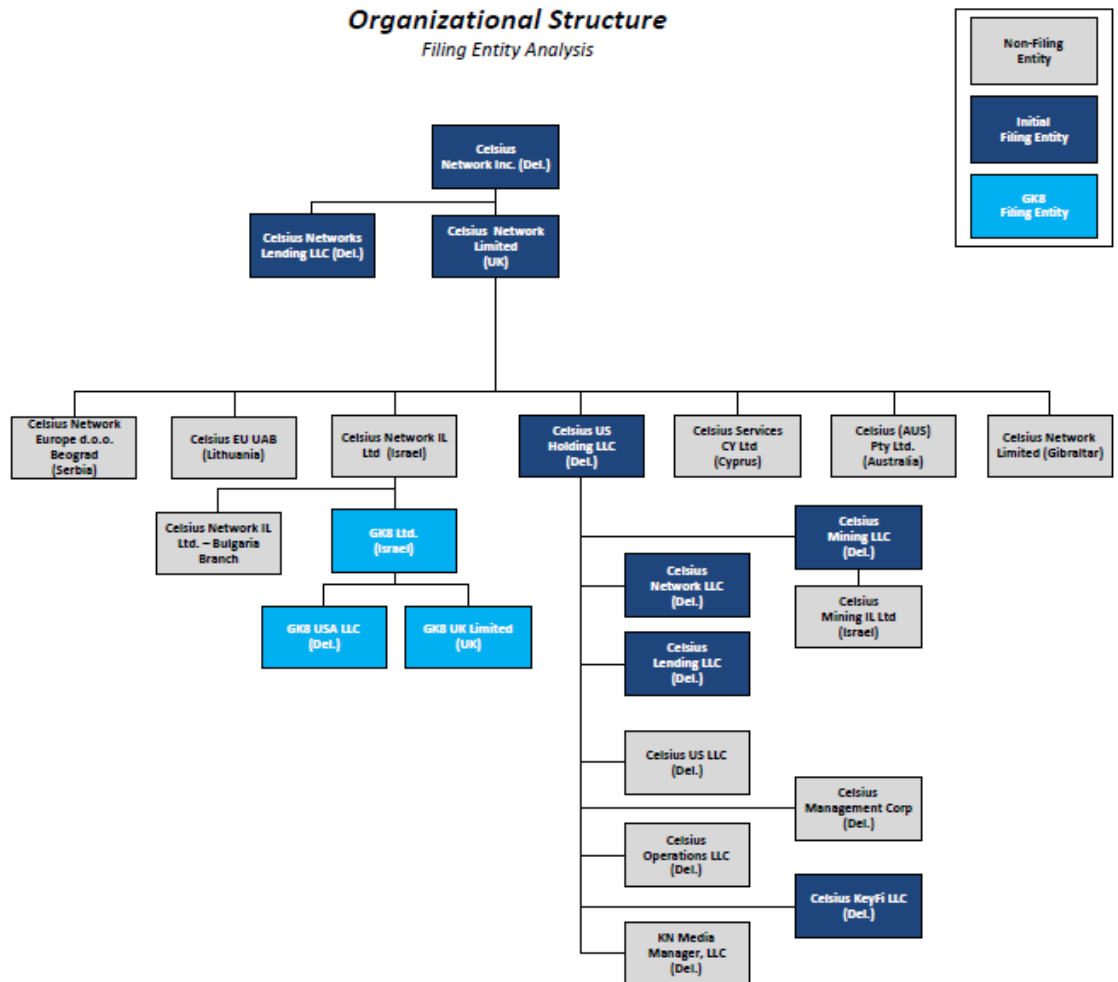 Organizational Structure
Filing Entity Analysis
Non-Filing
Entity
Initial
Filing Entity
GK8
Filing Entity
Celsius
Network Inc. (Del.)
Celsius Networks
Lending LLC (Del.)
Celsius Network
Limited
(UK)
Celsius Network
Europe d.o.o.
Beograd
(Serbia)
Celsius EU UAB
(Lithuania)
Celsius Network IL
Ltd (Israel)
Celsius US
Holding LLC
(Del.)
Celsius Services
CY Ltd
(Cyprus)
Celsius (AUS)
Pty Ltd.
(Australia)
Celsius Network
Limited (Gibraltar)
Celsius Network IL
Ltd. – Bulgaria
Branch
GK8 Ltd.
(Israel)
GK8 USA LLC
(Del.)
GK8 UK Limited
(UK)
Celsius
Mining LLC
(Del.)
Celsius
Network LLC
(Del.)
Celsius
Mining IL Ltd
(Israel)
Celsius
Lending LLC
(Del.)
Celsius US LLC
(Del.)
Celsius
Management Corp
(Del.)
Celsius
Operations LLC
(Del.)
Celsius KeyFi LLC
(Del.)
KN Media
Manager, LLC
(Del.)